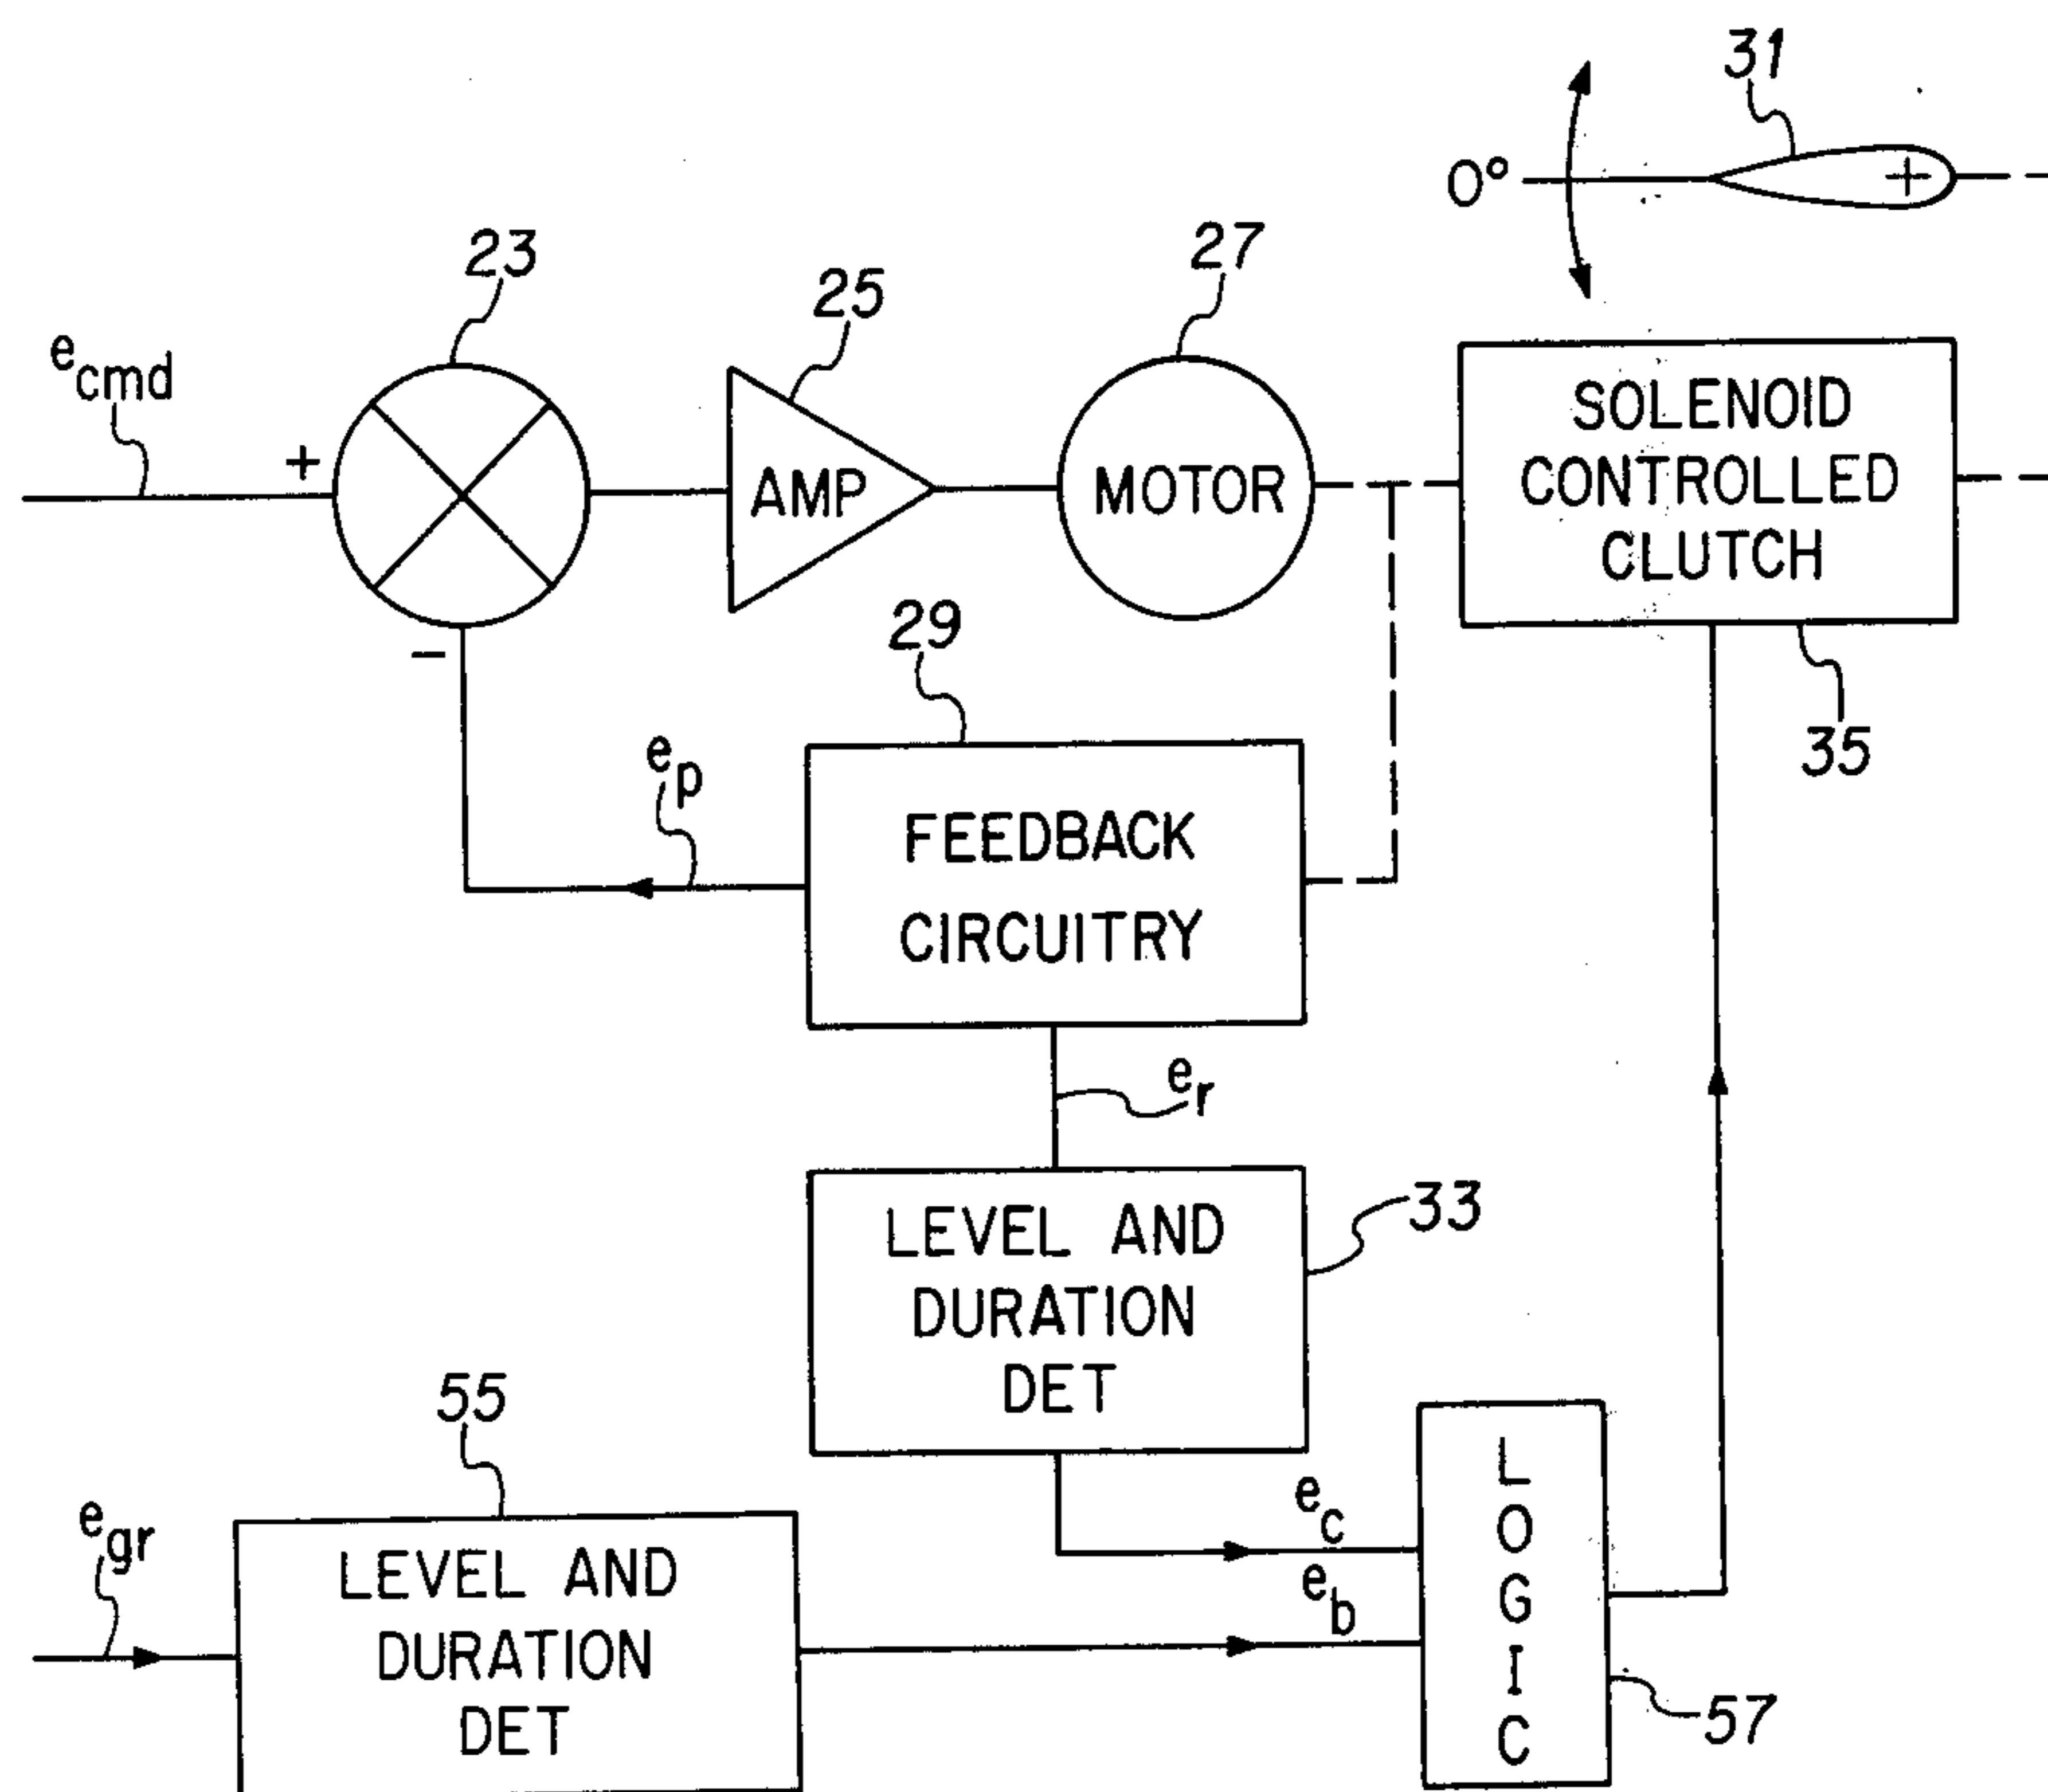 31
0°
23
25
27
e_cmd
+
AMP
MOTOR
SOLENOID
CONTROLLED
CLUTCH
−
29
35
e_p
FEEDBACK
CIRCUITRY
e_r
LEVEL AND
DURATION
DET
33
55
e_gr
LEVEL AND
DURATION
DET
e_c
e_b
LOGIC
57